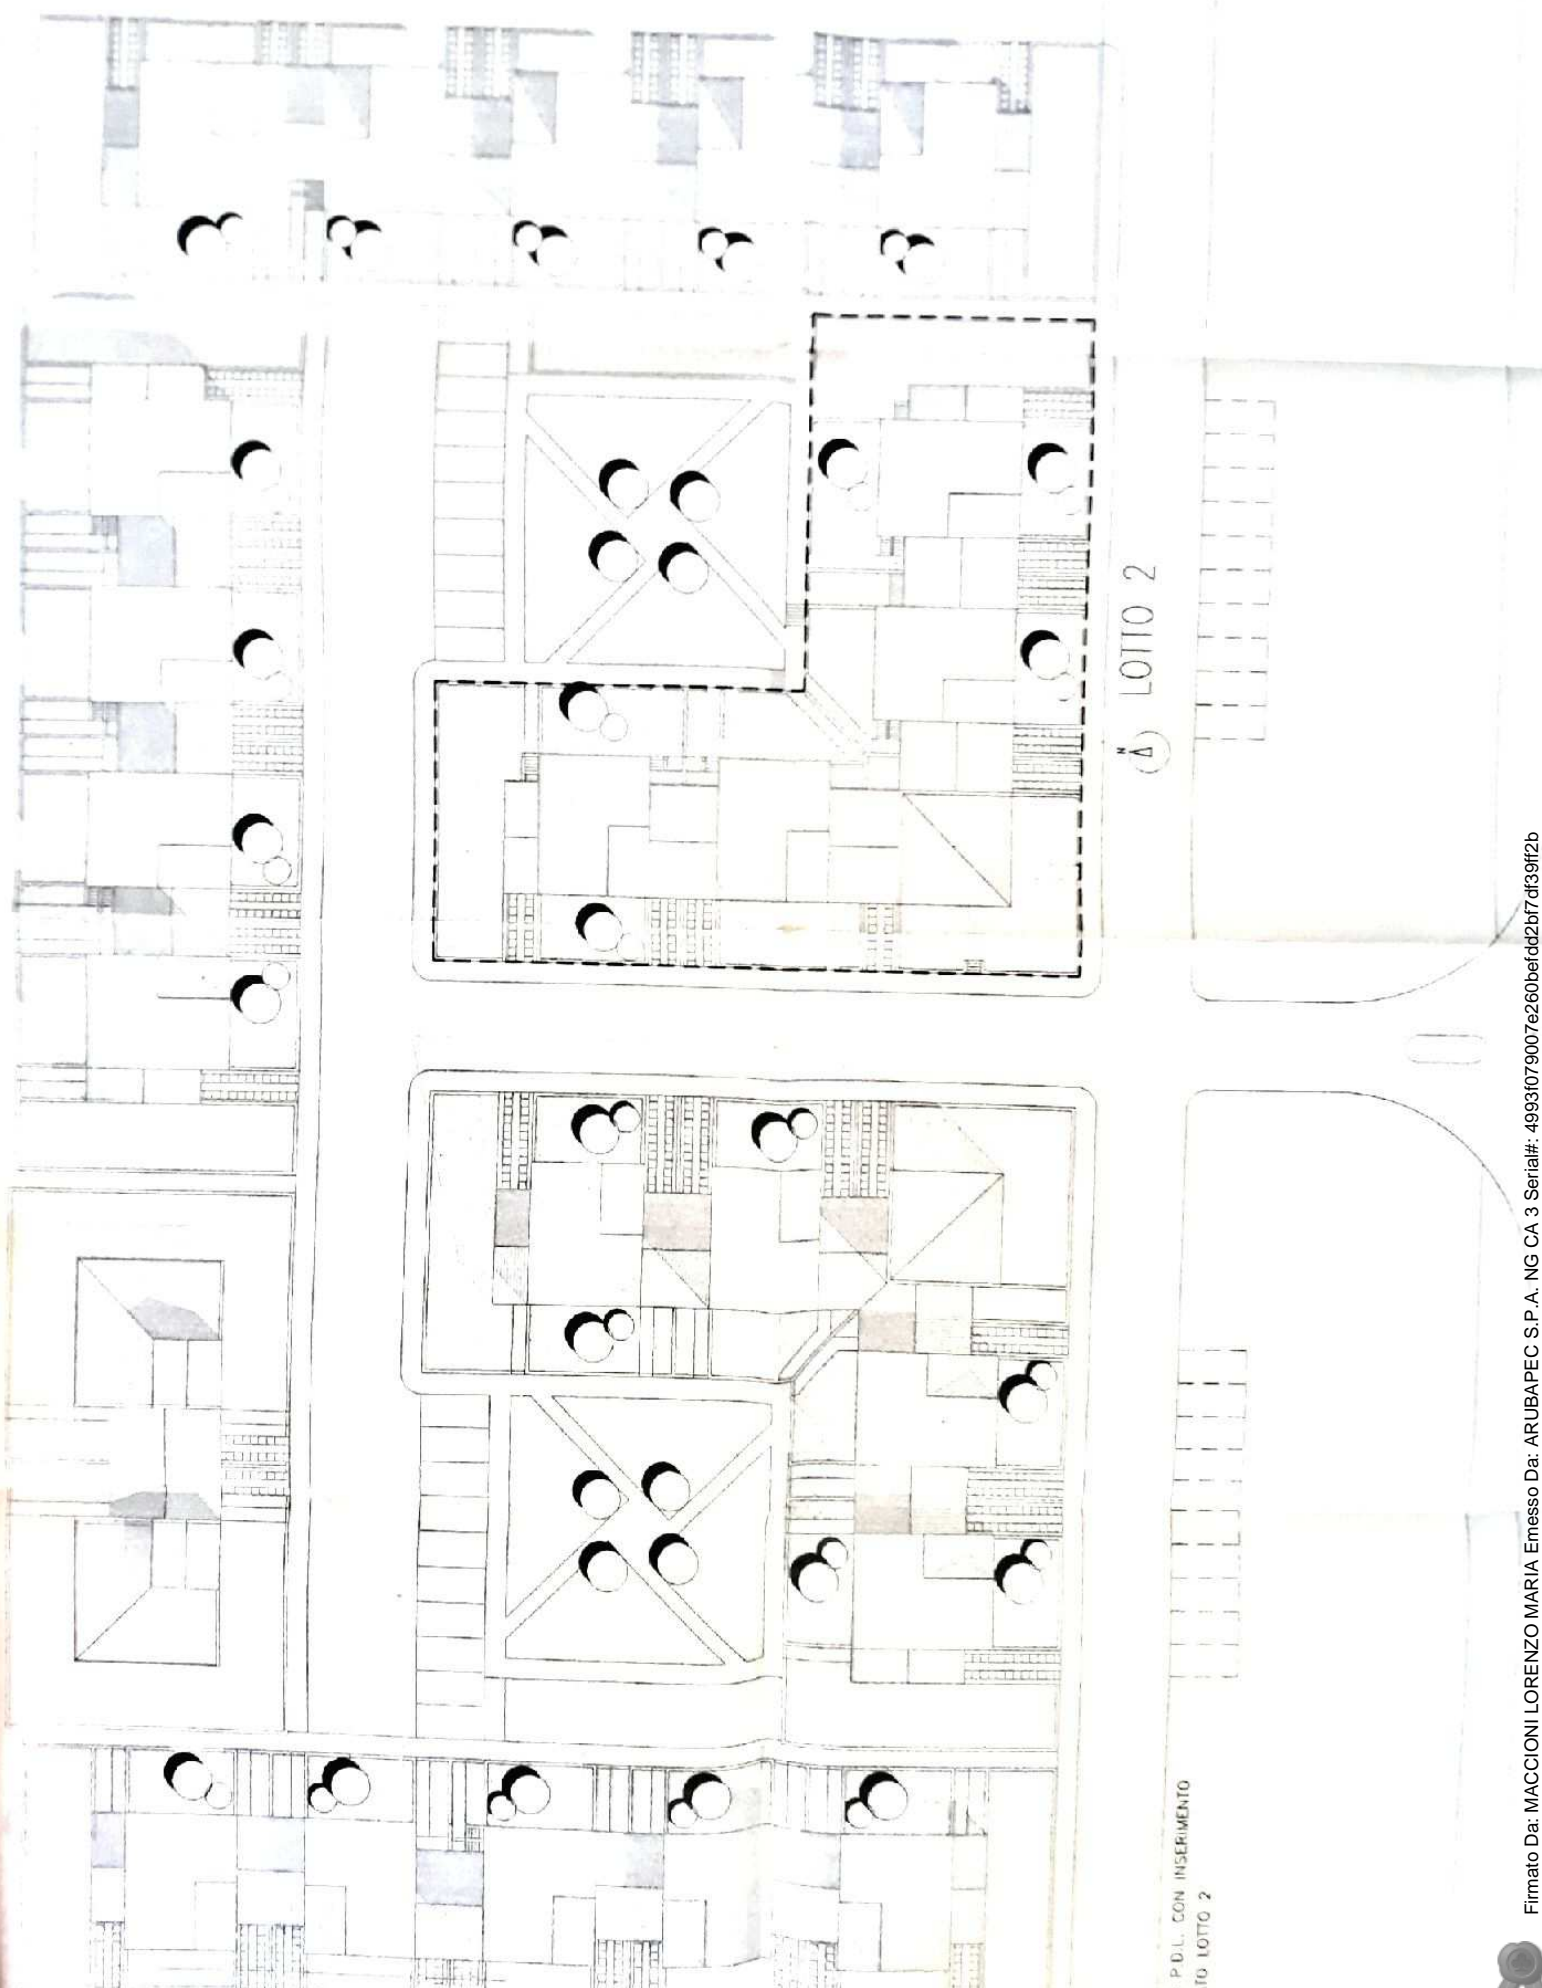 LOTTO 2
N
P.D.L. CON INSERIMENTO
TO LOTTO 2
Firmato Da: MACCIONI LORENZO MARIA Emesso Da: ARUBAPEC S.P.A. NG CA 3 Serial#: 4993f079007e260befdd2bf7df39ff2b